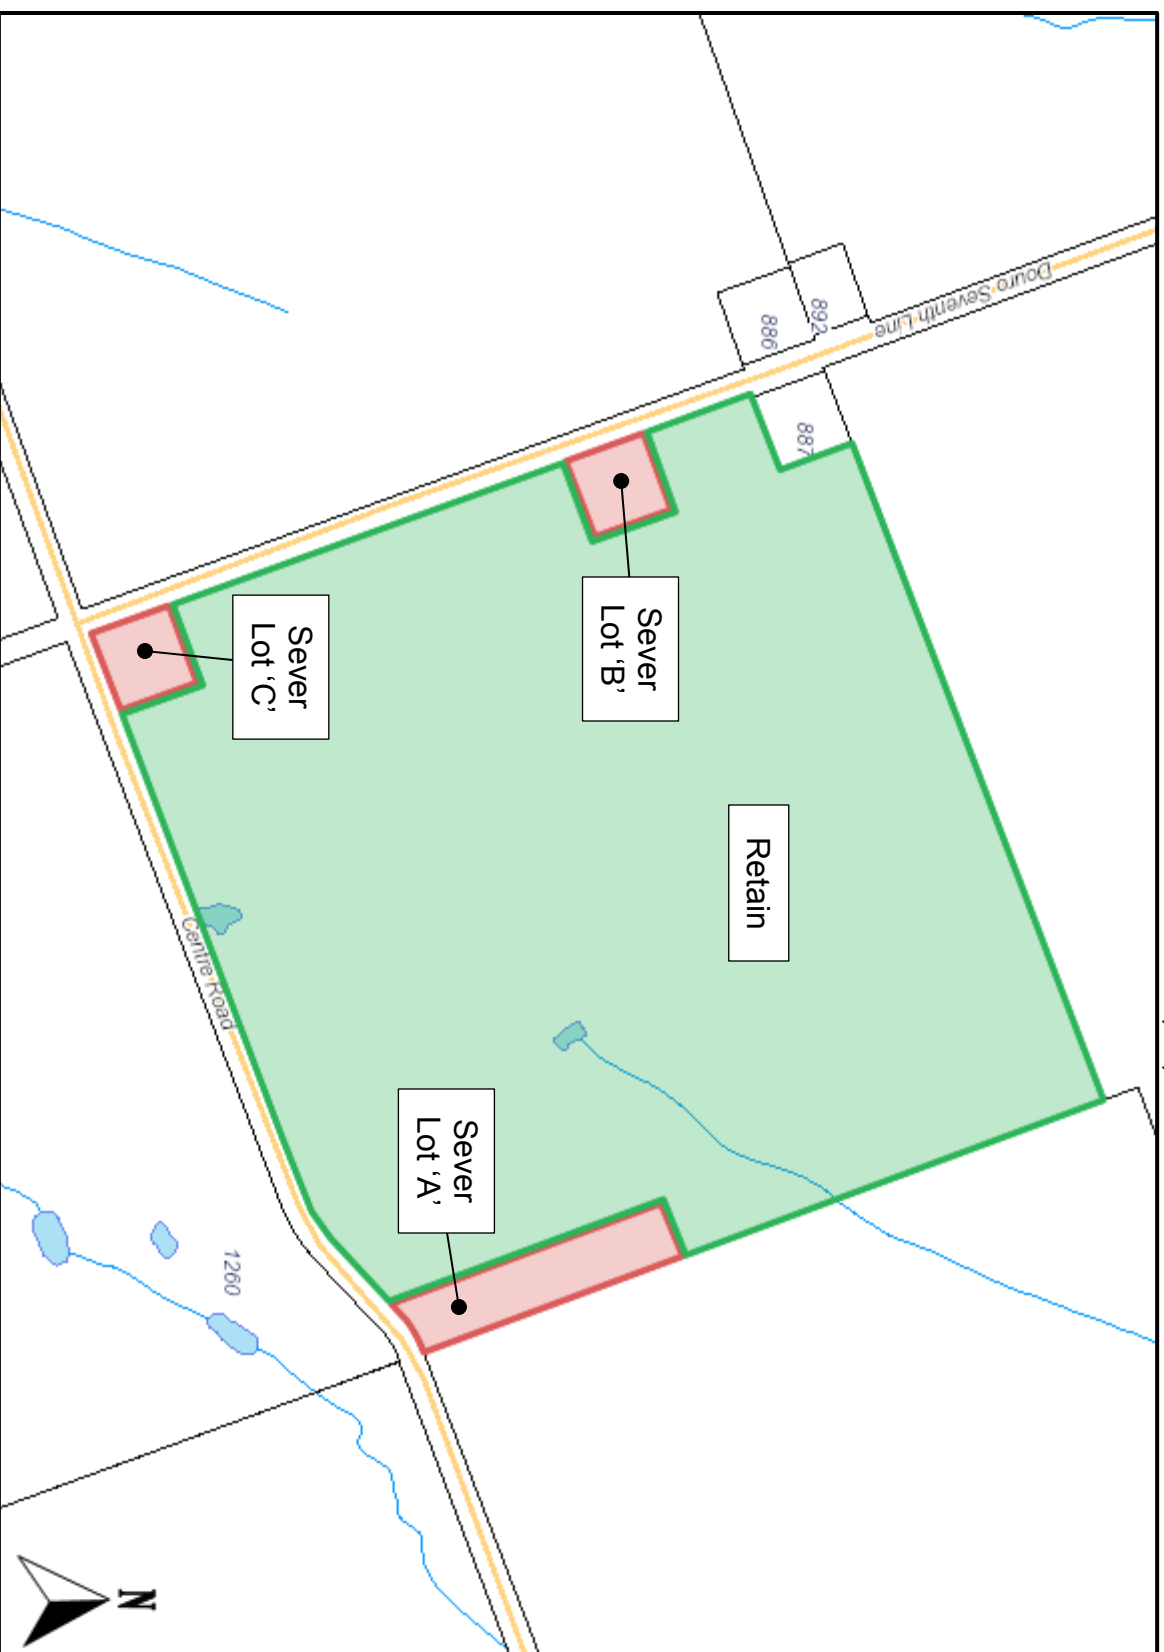 Douro Seventh Line
892
886
887
Sever
Lot ‘B’
Sever
Lot ‘C’
Retain
Centre Road
Sever
Lot ‘A’
1260
N